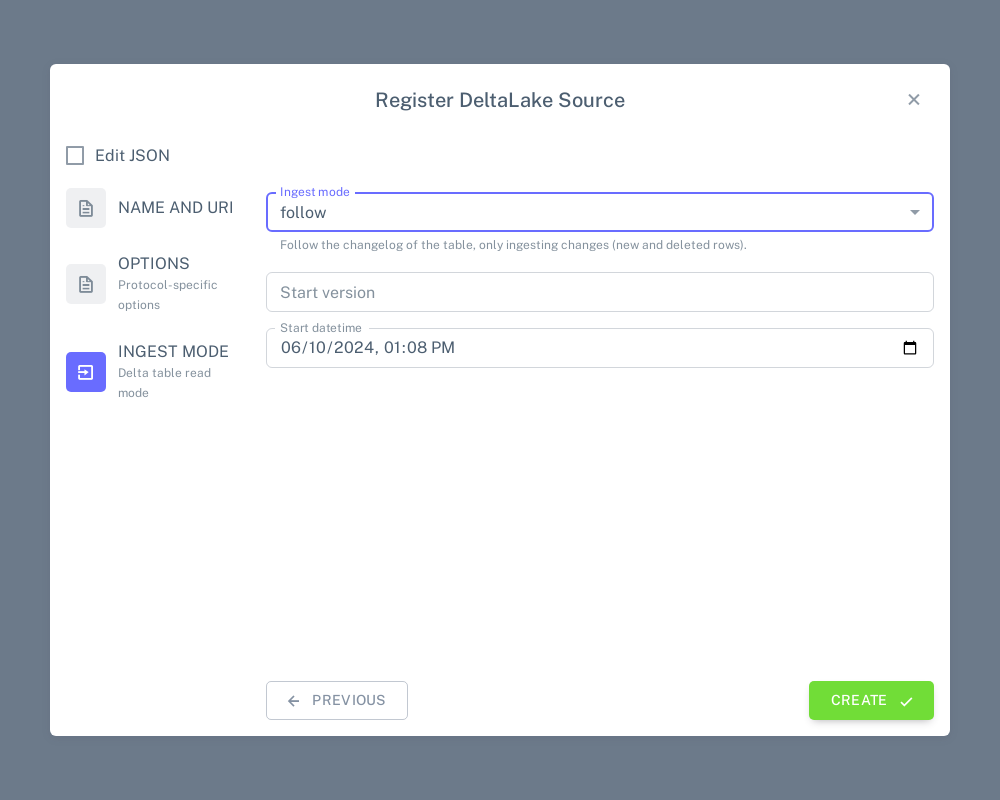 Register DeltaLake Source
Edit JSON
NAME AND URI
OPTIONS
Protocol-specific
options
INGEST MODE
Delta table read
mode
Ingest mode
follow
Follow the changelog of the table, only ingesting changes (new and deleted rows).
Start version
Start datetime
06/10/2024, 01:08 PM
PREVIOUS
CREATE